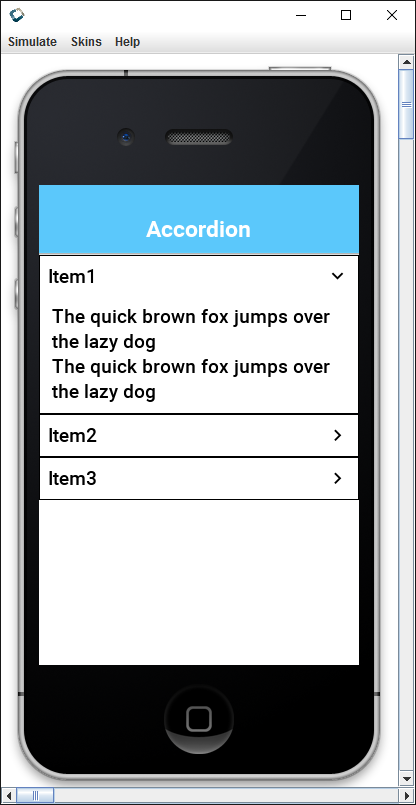 Simulate Skins Help
Accordion
Item1
The quick brown fox jumps over
the lazy dog
The quick brown fox jumps over
the lazy dog
Item2
Item3